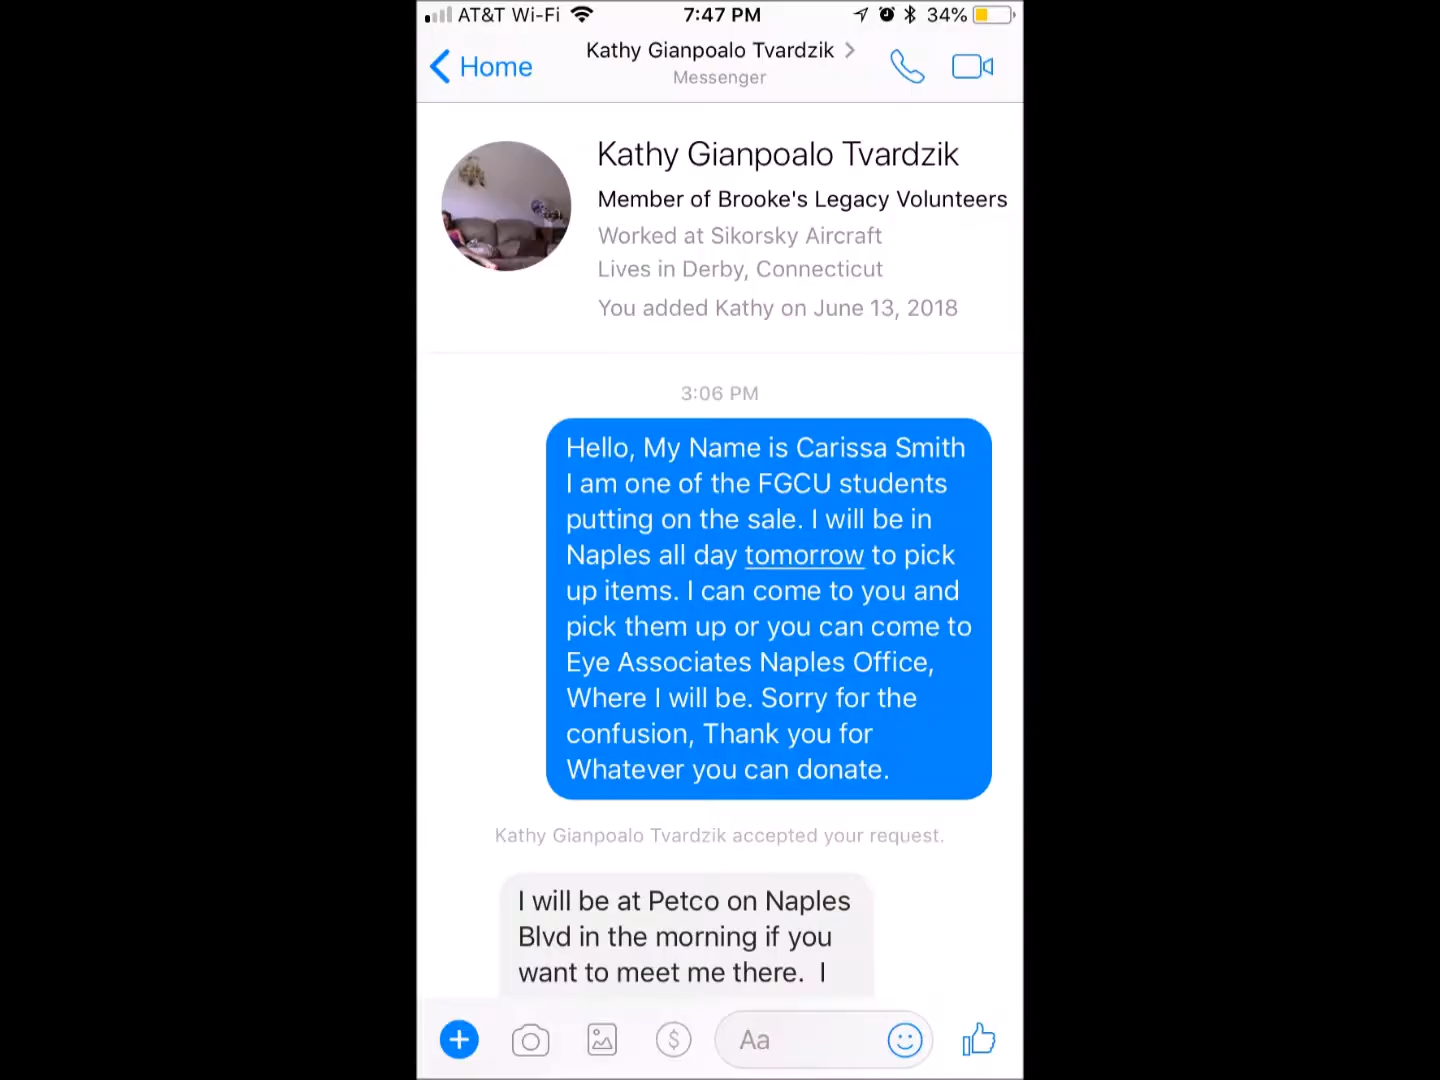 AT&T Wi-Fi 7:47 PM 34%
Home
Kathy Gianpoalo Tvardzik
Messenger
Kathy Gianpoalo Tvardzik
Member of Brooke's Legacy Volunteers
Worked at Sikorsky Aircraft
Lives in Derby, Connecticut
You added Kathy on June 13, 2018
3:06 PM
Hello, My Name is Carissa Smith
I am one of the FGCU students
putting on the sale. I will be in
Naples all day tomorrow to pick
up items. I can come to you and
pick them up or you can come to
Eye Associates Naples Office,
Where I will be. Sorry for the
confusion, Thank you for
Whatever you can donate.
Kathy Gianpoalo Tvardzik accepted your request.
I will be at Petco on Naples
Blvd in the morning if you
want to meet me there. I
Aa